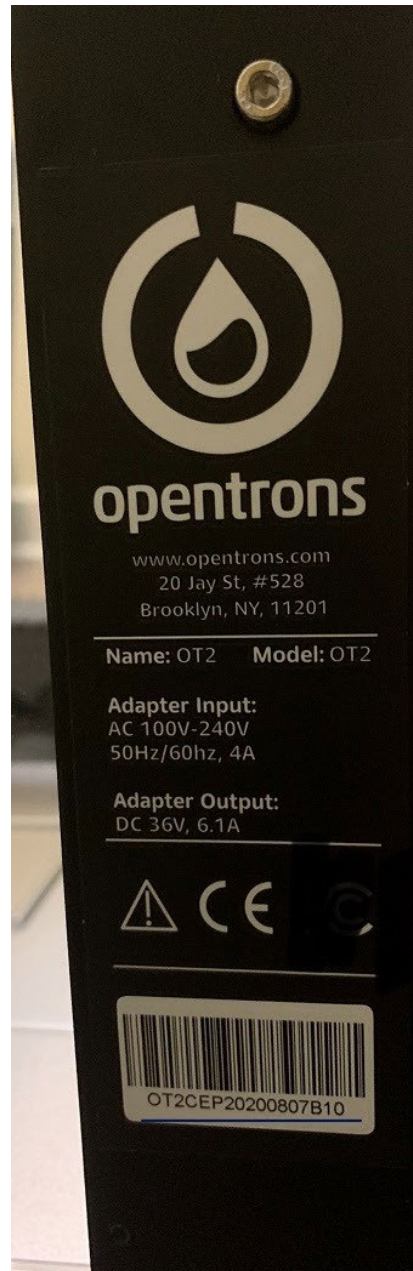 opentrons
www.opentrons.com
20 Jay St, #528
Brooklyn, NY, 11201
Name: OT2 Model: OT2
Adapter Input:
AC 100V-240V
50Hz/60hz, 4A
Adapter Output:
DC 36V, 6.1A
CE
OT2CEP20200807B10